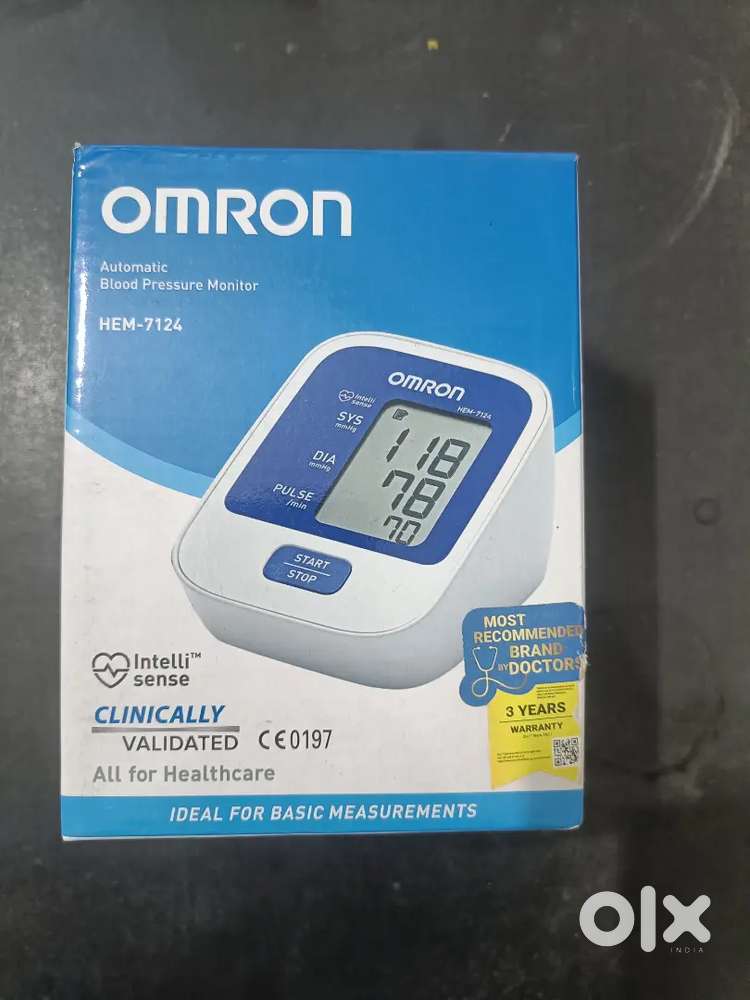 OMRON
Automatic
Blood Pressure Monitor
HEM-7124
OMRON
HEM-7124
Intelli
sense
SYS
mmHg
118
DIA
mmHg
78
PULSE
/min
70
START
STOP
MOST
RECOMMENDED
BRAND
BY DOCTORS
3 YEARS
WARRANTY
Intelli™
sense
CLINICALLY
VALIDATED CE0197
All for Healthcare
IDEAL FOR BASIC MEASUREMENTS
olx
INDIA